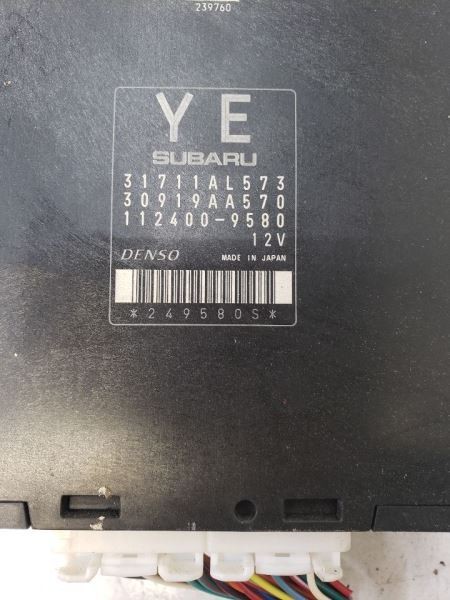 239760
YE
SUBARU
31711AL573
30919AA570
112400-9580
12V
DENSO MADE IN JAPAN
*249580S*